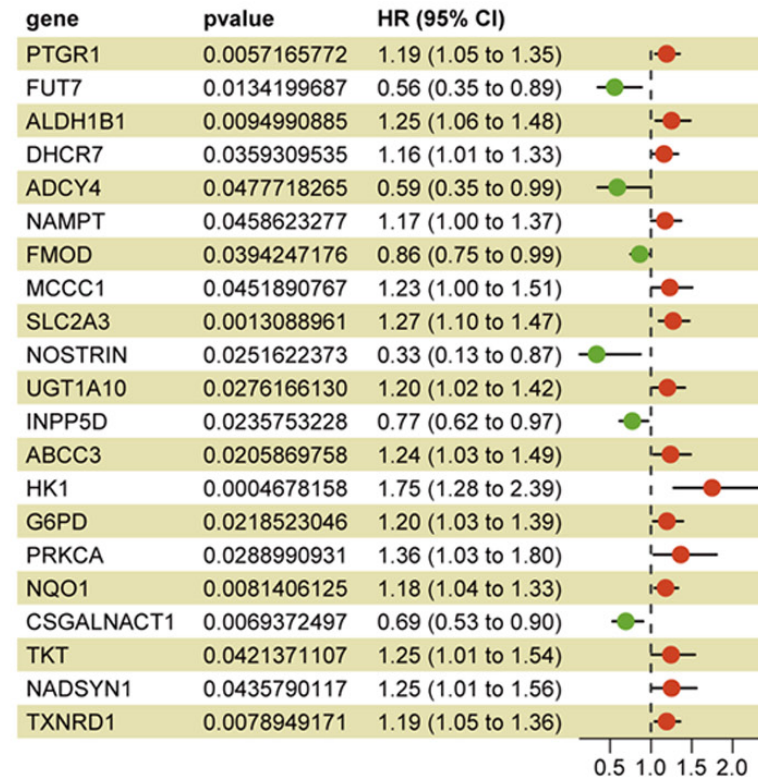 gene pvalue HR (95% CI)
PTGR1 0.0057165772 1.19 (1.05 to 1.35)
FUT7 0.0134199687 0.56 (0.35 to 0.89)
ALDH1B1 0.0094990885 1.25 (1.06 to 1.48)
DHCR7 0.0359309535 1.16 (1.01 to 1.33)
ADCY4 0.0477718265 0.59 (0.35 to 0.99)
NAMPT 0.0458623277 1.17 (1.00 to 1.37)
FMOD 0.0394247176 0.86 (0.75 to 0.99)
MCCC1 0.0451890767 1.23 (1.00 to 1.51)
SLC2A3 0.0013088961 1.27 (1.10 to 1.47)
NOSTRIN 0.0251622373 0.33 (0.13 to 0.87)
UGT1A10 0.0276166130 1.20 (1.02 to 1.42)
INPP5D 0.0235753228 0.77 (0.62 to 0.97)
ABCC3 0.0205869758 1.24 (1.03 to 1.49)
HK1 0.0004678158 1.75 (1.28 to 2.39)
G6PD 0.0218523046 1.20 (1.03 to 1.39)
PRKCA 0.0288990931 1.36 (1.03 to 1.80)
NQO1 0.0081406125 1.18 (1.04 to 1.33)
CSGALNACT1 0.0069372497 0.69 (0.53 to 0.90)
TKT 0.0421371107 1.25 (1.01 to 1.54)
NADSYN1 0.0435790117 1.25 (1.01 to 1.56)
TXNRD1 0.0078949171 1.19 (1.05 to 1.36)
0.5 1.0 1.5 2.0